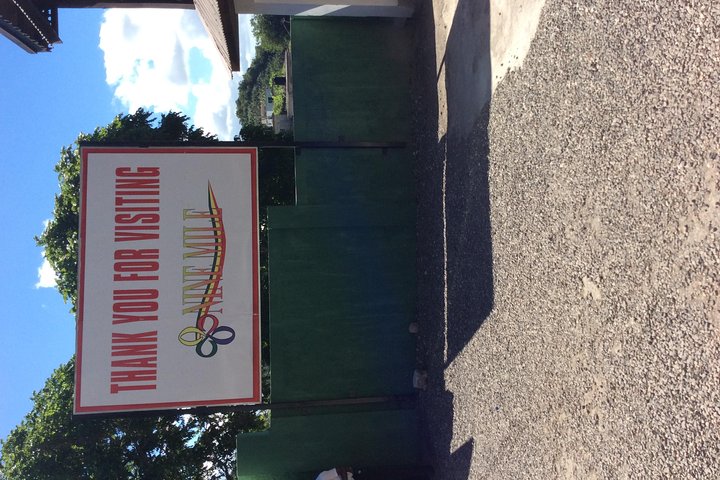 THANK YOU FOR VISITING
NINE MILE